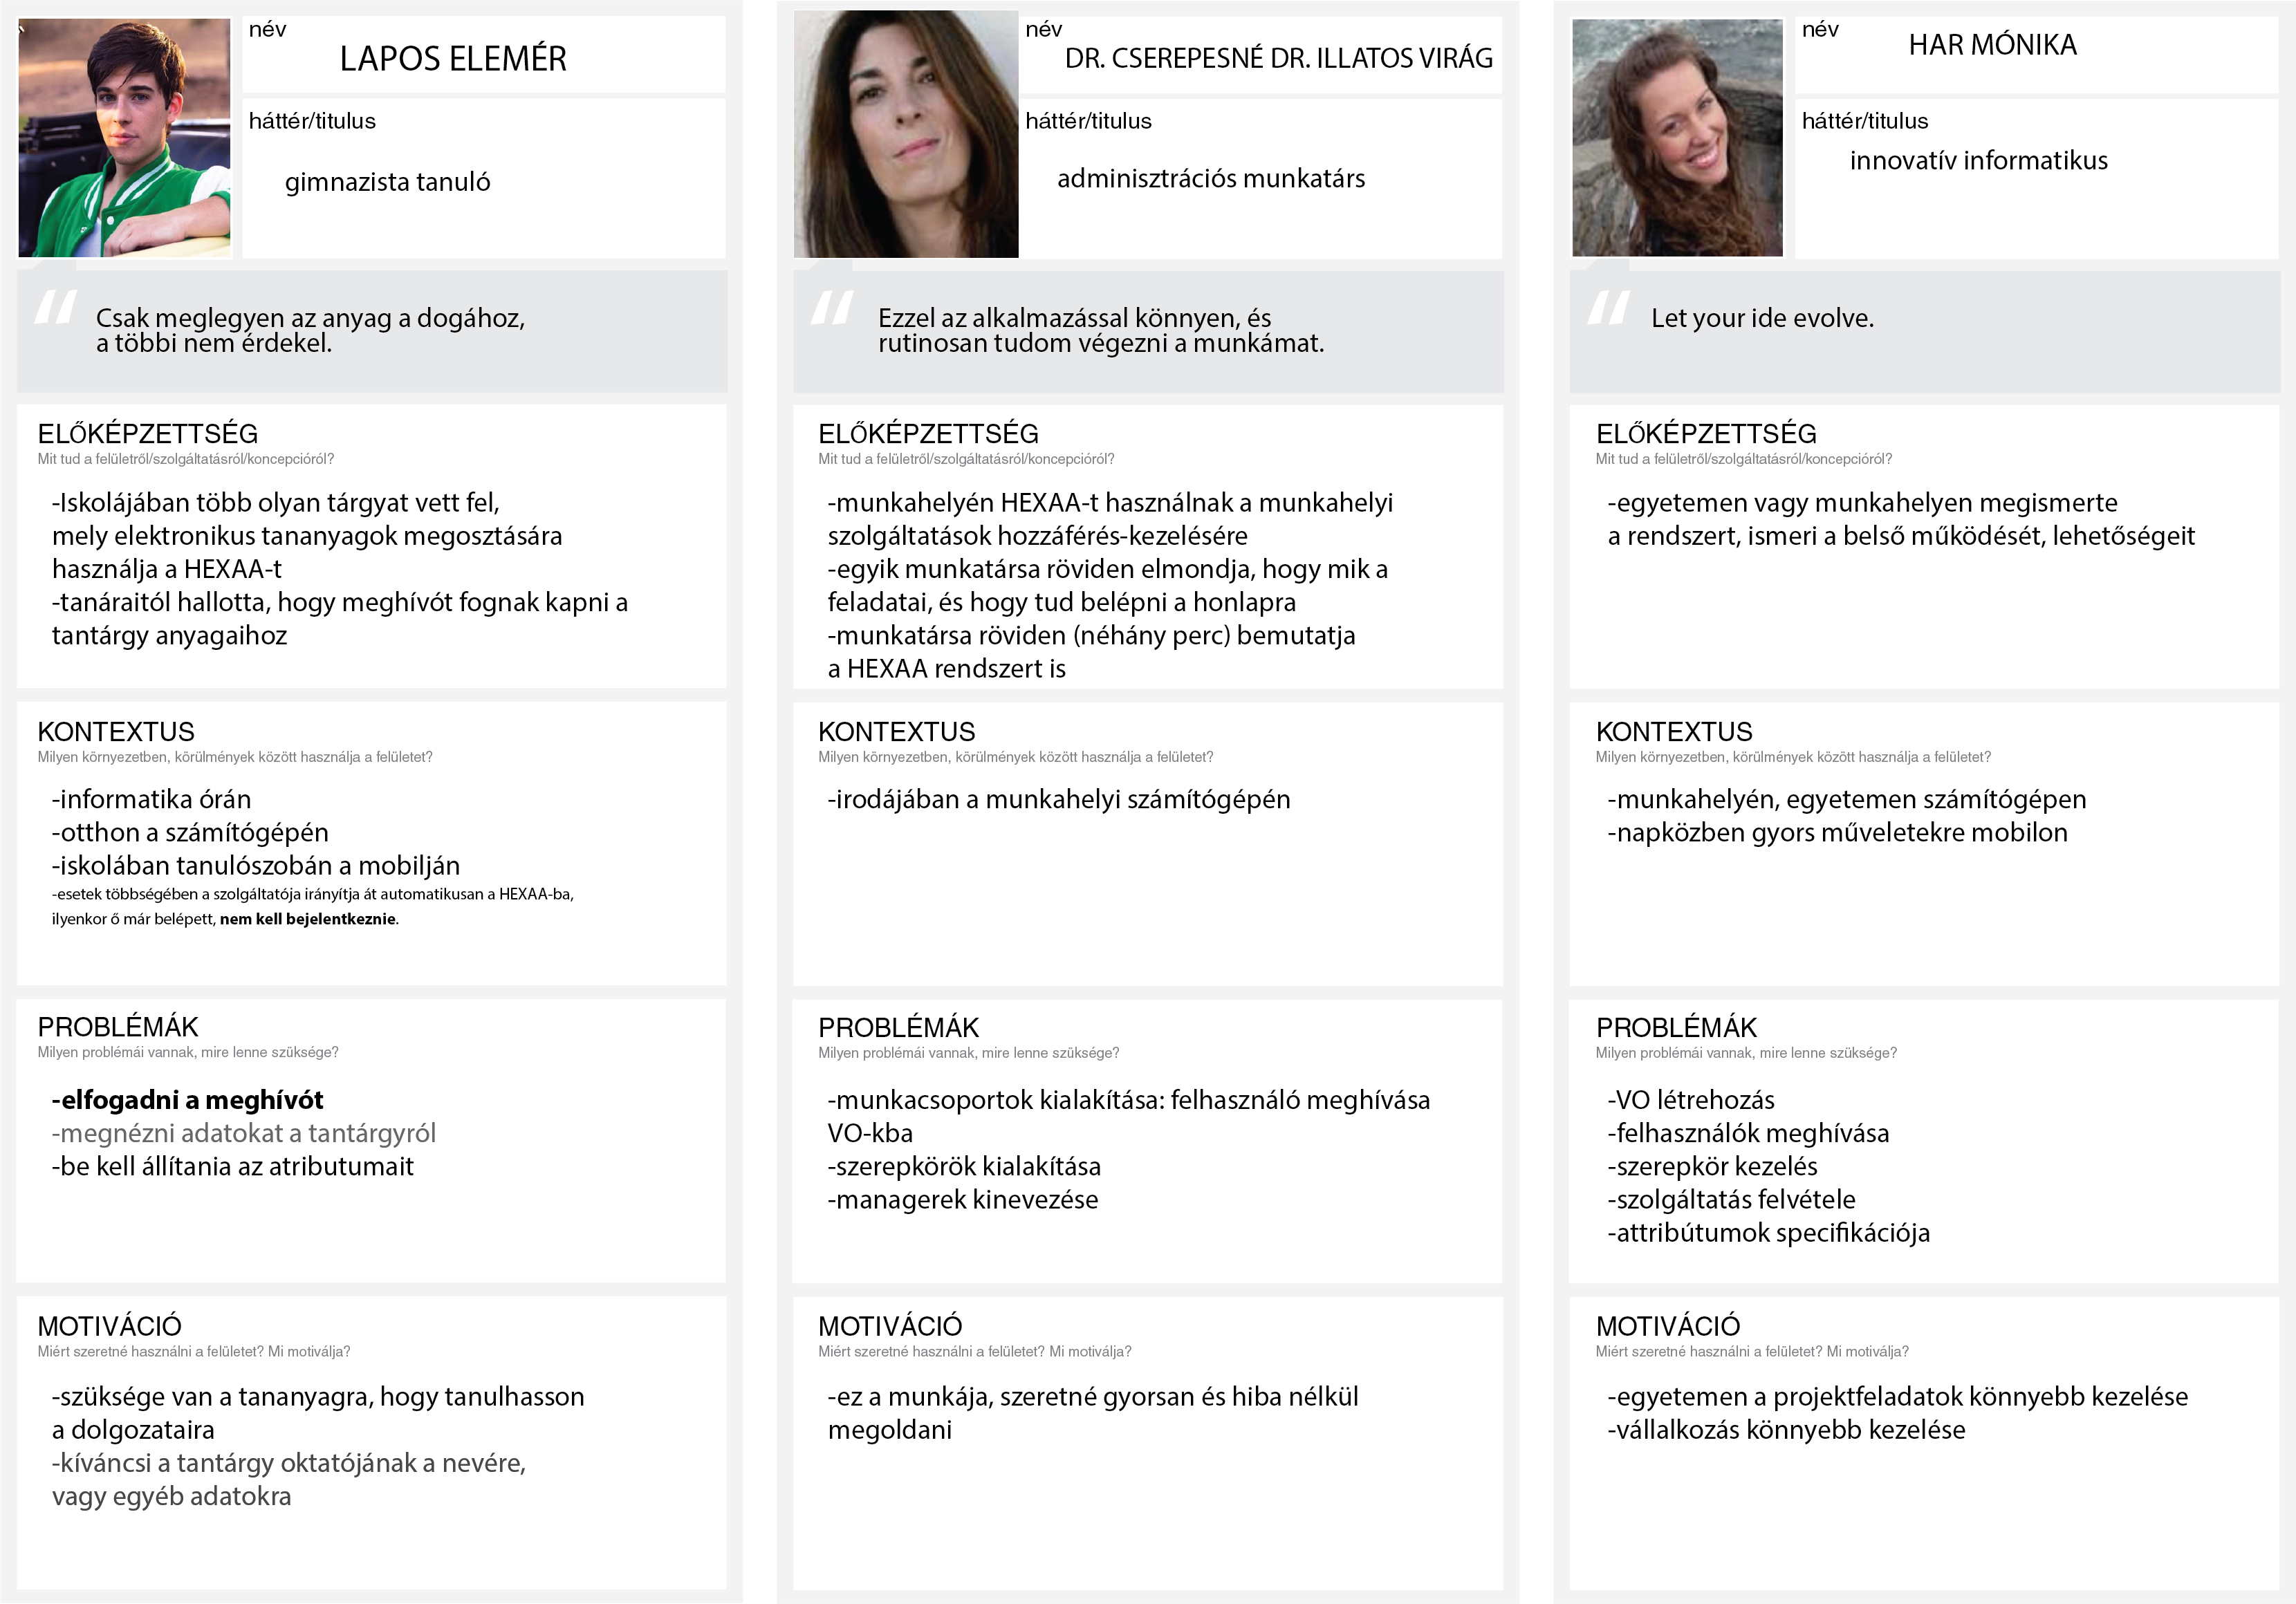 név
LAPOS ELEMÉR
háttér/titulus
gimnazista tanuló
“
Csak meglegyen az anyag a dogához,
a többi nem érdekel.
ELŐKÉPZETTSÉG
Mit tud a felületről/szolgáltatásról/koncepcióról?
-Iskolájában több olyan tárgyat vett fel,
mely elektronikus tananyagok megosztására
használja a HEXAA-t
-tanáraitól hallotta, hogy meghívót fognak kapni a
tantárgy anyagaihoz
KONTEXTUS
Milyen környezetben, körülmények között használja a felületet?
-informatika órán
-otthon a számítógépén
-iskolában tanulószobán a mobilján
-esetek többségében a szolgáltatója irányítja át automatikusan a HEXAA-ba,
ilyenkor ő már belépett, nem kell bejelentkeznie.
PROBLÉMÁK
Milyen problémái vannak, mire lenne szüksége?
-elfogadni a meghívót
-megnézni adatokat a tantárgyról
-be kell állítania az atributumait
MOTIVÁCIÓ
Miért szeretné használni a felületet? Mi motiválja?
-szüksége van a tananyagra, hogy tanulhasson
a dolgozataira
-kíváncsi a tantárgy oktatójának a nevére,
vagy egyéb adatokra
név
DR. CSEREPESNÉ DR. ILLATOS VIRÁG
háttér/titulus
adminisztrációs munkatárs
“
Ezzel az alkalmazással könnyen, és
rutinosan tudom végezni a munkámat.
ELŐKÉPZETTSÉG
Mit tud a felületről/szolgáltatásról/koncepcióról?
-munkahelyén HEXAA-t használnak a munkahelyi
szolgáltatások hozzáférés-kezelésére
-egyik munkatársa röviden elmondja, hogy mik a
feladatai, és hogy tud belépni a honlapra
-munkatársa röviden (néhány perc) bemutatja
a HEXAA rendszert is
KONTEXTUS
Milyen környezetben, körülmények között használja a felületet?
-irodájában a munkahelyi számítógépén
PROBLÉMÁK
Milyen problémái vannak, mire lenne szüksége?
-munkacsoportok kialakítása: felhasználó meghívása
VO-kba
-szerepkörök kialakítása
-managerek kinevezése
MOTIVÁCIÓ
Miért szeretné használni a felületet? Mi motiválja?
-ez a munkája, szeretné gyorsan és hiba nélkül
megoldani
név
HAR MÓNIKA
háttér/titulus
innovatív informatikus
“
Let your ide evolve.
ELŐKÉPZETTSÉG
Mit tud a felületről/szolgáltatásról/koncepcióról?
-egyetemen vagy munkahelyen megismerte
a rendszert, ismeri a belső működését, lehetőségeit
KONTEXTUS
Milyen környezetben, körülmények között használja a felületet?
-munkahelyén, egyetemen számítógépen
-napközben gyors műveletekre mobilon
PROBLÉMÁK
Milyen problémái vannak, mire lenne szüksége?
-VO létrehozás
-felhasználók meghívása
-szerepkör kezelés
-szolgáltatás felvétele
-attribútumok specifikációja
MOTIVÁCIÓ
Miért szeretné használni a felületet? Mi motiválja?
-egyetemen a projektfeladatok könnyebb kezelése
-vállalkozás könnyebb kezelése